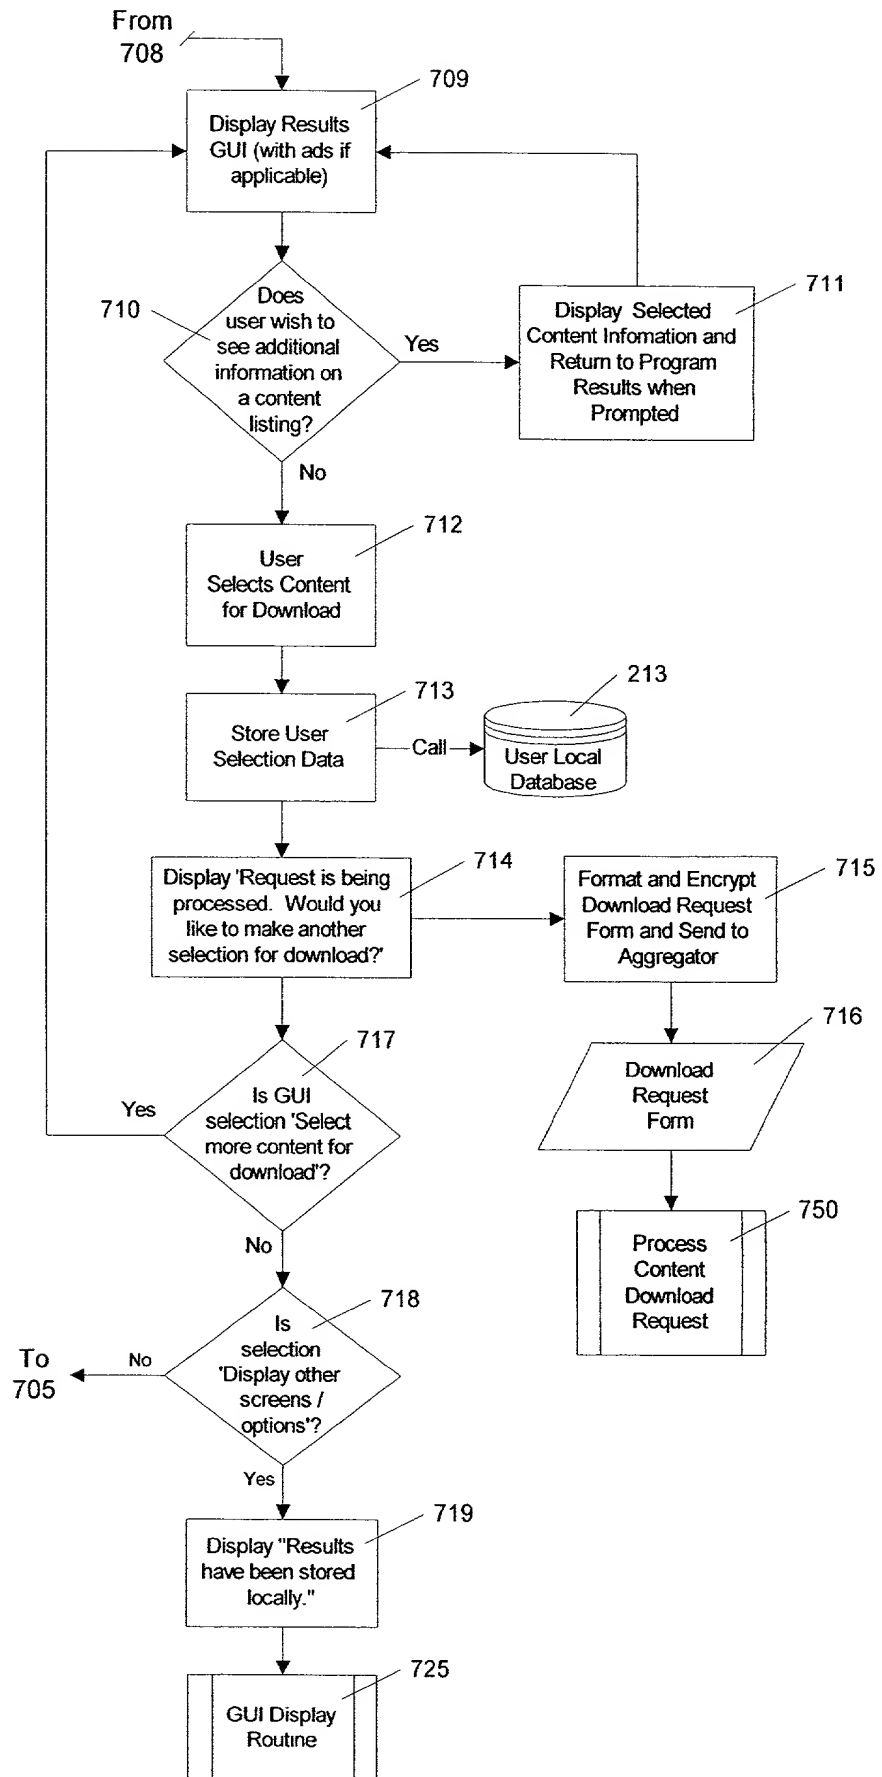 From
708
709
Display Results
GUI (with ads if
applicable)
710
Does
user wish to
see additional
information on
a content
listing?
Yes
711
Display Selected
Content Infomation and
Return to Program
Results when
Prompted
No
712
User
Selects Content
for Download
713
Store User
Selection Data
Call
213
User Local
Database
714
Display 'Request is being
processed. Would you
like to make another
selection for download?'
715
Format and Encrypt
Download Request
Form and Send to
Aggregator
716
Download
Request
Form
717
Yes
Is GUI
selection 'Select
more content for
download'?
750
Process
Content
Download
Request
No
718
Is
selection
'Display other
screens /
options'?
To
705
No
Yes
719
Display "Results
have been stored
locally."
725
GUI Display
Routine